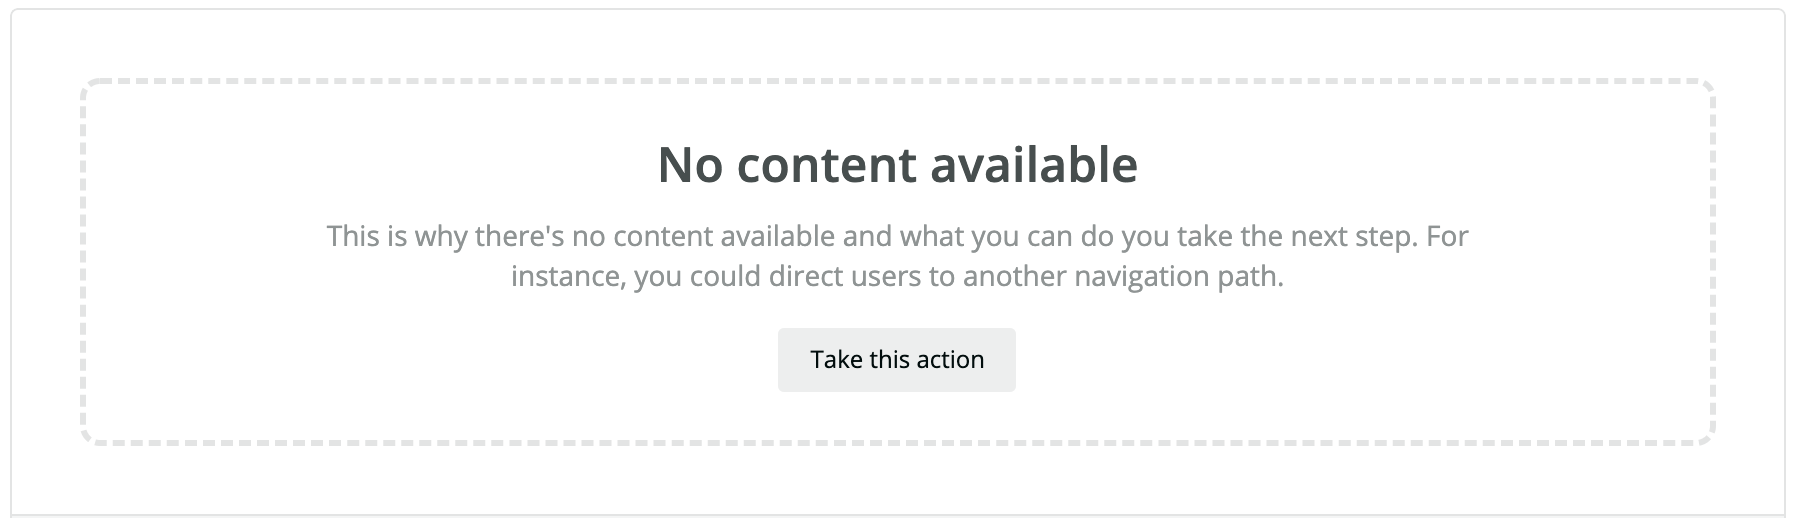 No content available
This is why there's no content available and what you can do you take the next step. For
instance, you could direct users to another navigation path.
Take this action